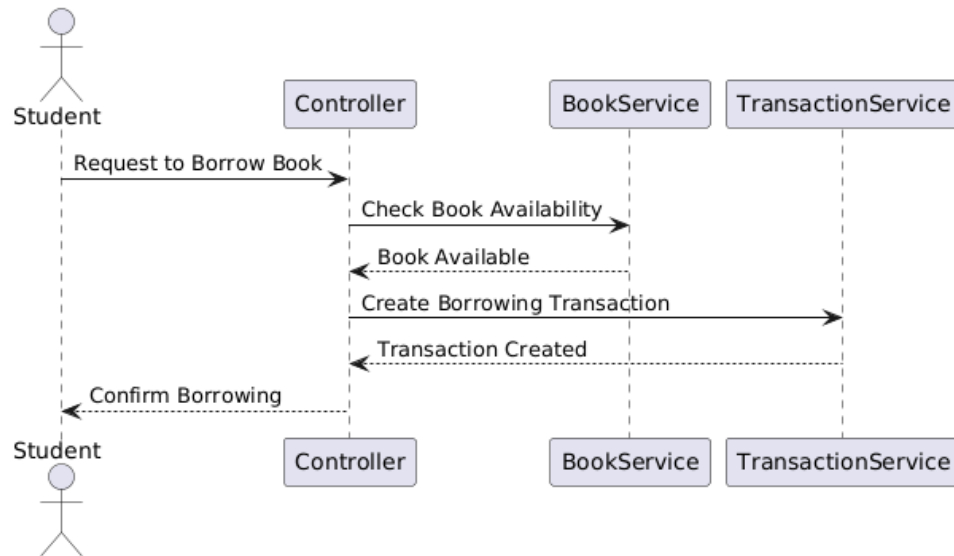 Student
Controller
BookService
TransactionService
Request to Borrow Book
Check Book Availability
Book Available
Create Borrowing Transaction
Transaction Created
Confirm Borrowing
Student
Controller
BookService
TransactionService